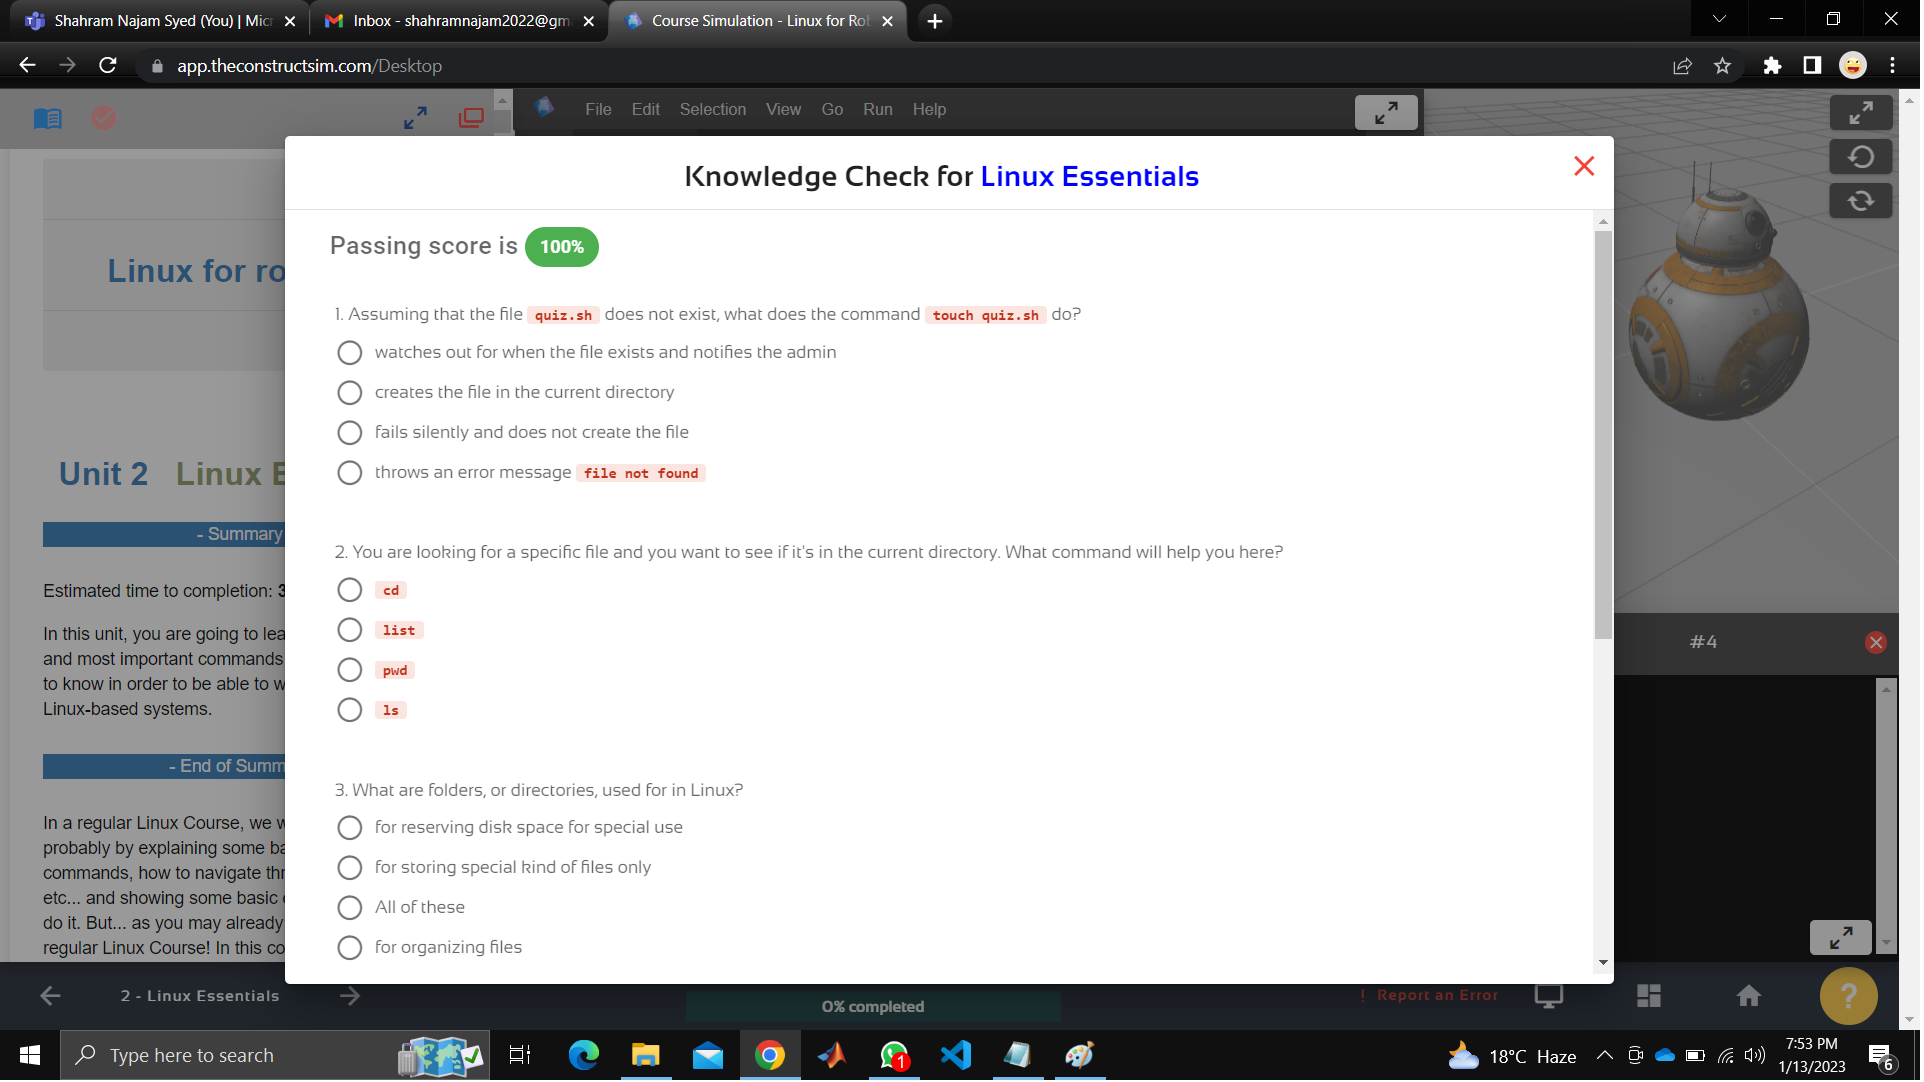 Shahram Najam Syed (You) | Micr
Inbox - shahramnajam2022@gm
Course Simulation - Linux for Rob
app.theconstructsim.com/Desktop
File Edit Selection View Go Run Help
Knowledge Check for Linux Essentials
Passing score is 100%
1. Assuming that the file quiz.sh does not exist, what does the command touch quiz.sh do?
watches out for when the file exists and notifies the admin
creates the file in the current directory
fails silently and does not create the file
throws an error message file not found
2. You are looking for a specific file and you want to see if it's in the current directory. What command will help you here?
cd
list
pwd
ls
3. What are folders, or directories, used for in Linux?
for reserving disk space for special use
for storing special kind of files only
All of these
for organizing files
Linux for ro
Unit 2 Linux E
- Summary
Estimated time to completion: 3
In this unit, you are going to lea
and most important commands
to know in order to be able to w
Linux-based systems.
- End of Summ
In a regular Linux Course, we w
probably by explaining some ba
commands, how to navigate thr
etc... and showing some basic
do it. But... as you may already
regular Linux Course! In this co
#4
2 - Linux Essentials
0% completed
! Report an Error
?
Type here to search
1
18°C Haze
7:53 PM
1/13/2023
6